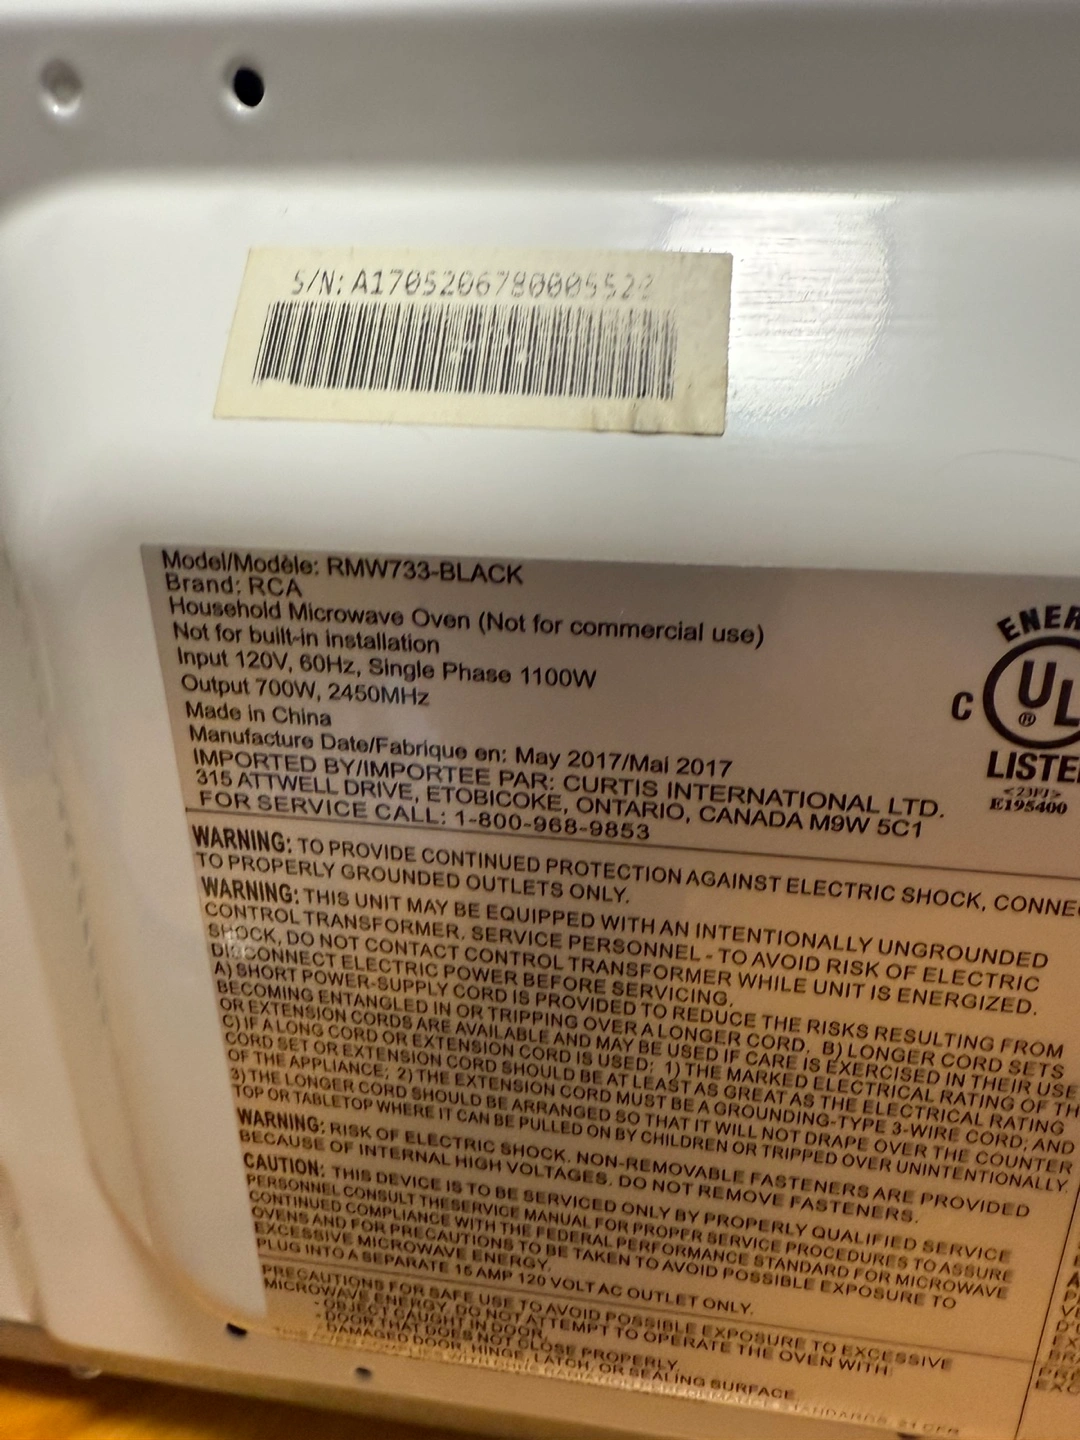 S/N: A170520678000552
Model/Modèle: RMW733-BLACK
Brand: RCA
Household Microwave Oven (Not for commercial use)
Not for built-in installation
Input 120V, 60Hz, Single Phase 1100W
Output 700W, 2450MHz
Made in China
Manufacture Date/Fabrique en: May 2017/Mai 2017
IMPORTED BY/IMPORTEE PAR: CURTIS INTERNATIONAL LTD.
315 ATTWELL DRIVE, ETOBICOKE, ONTARIO, CANADA M9W 5C1
FOR SERVICE CALL: 1-800-968-9853
ENER
C UL
®
LISTE
<23PJ>
E195400
WARNING: TO PROVIDE CONTINUED PROTECTION AGAINST ELECTRIC SHOCK, CONNE
TO PROPERLY GROUNDED OUTLETS ONLY.
WARNING: THIS UNIT MAY BE EQUIPPED WITH AN INTENTIONALLY UNGROUNDED
CONTROL TRANSFORMER. SERVICE PERSONNEL - TO AVOID RISK OF ELECTRIC
SHOCK, DO NOT CONTACT CONTROL TRANSFORMER WHILE UNIT IS ENERGIZED.
DISCONNECT ELECTRIC POWER BEFORE SERVICING.
A) SHORT POWER-SUPPLY CORD IS PROVIDED TO REDUCE THE RISKS RESULTING FROM
BECOMING ENTANGLED IN OR TRIPPING OVER A LONGER CORD. B) LONGER CORD SETS
OR EXTENSION CORDS ARE AVAILABLE AND MAY BE USED IF CARE IS EXERCISED IN THEIR USE
C) IF A LONG CORD OR EXTENSION CORD IS USED: 1) THE MARKED ELECTRICAL RATING OF TH
CORD SET OR EXTENSION CORD SHOULD BE AT LEAST AS GREAT AS THE ELECTRICAL RATING
OF THE APPLIANCE; 2) THE EXTENSION CORD MUST BE A GROUNDING-TYPE 3-WIRE CORD; AND
3) THE LONGER CORD SHOULD BE ARRANGED SO THAT IT WILL NOT DRAPE OVER THE COUNTER
TOP OR TABLETOP WHERE IT CAN BE PULLED ON BY CHILDREN OR TRIPPED OVER UNINTENTIONALLY.
WARNING: RISK OF ELECTRIC SHOCK. NON-REMOVABLE FASTENERS ARE PROVIDED
BECAUSE OF INTERNAL HIGH VOLTAGES. DO NOT REMOVE FASTENERS.
CAUTION: THIS DEVICE IS TO BE SERVICED ONLY BY PROPERLY QUALIFIED SERVICE
PERSONNEL CONSULT THESERVICE MANUAL FOR PROPER SERVICE PROCEDURES TO ASSURE
CONTINUED COMPLIANCE WITH THE FEDERAL PERFORMANCE STANDARD FOR MICROWAVE
OVENS AND FOR PRECAUTIONS TO BE TAKEN TO AVOID POSSIBLE EXPOSURE TO
EXCESSIVE MICROWAVE ENERGY.
PLUG INTO A SEPARATE 15 AMP 120 VOLT AC OUTLET ONLY.
PRECAUTIONS FOR SAFE USE TO AVOID POSSIBLE EXPOSURE TO EXCESSIVE
MICROWAVE ENERGY, DO NOT ATTEMPT TO OPERATE THE OVEN WITH:
- OBJECT CAUGHT IN DOOR,
- DOOR THAT DOES NOT CLOSE PROPERLY,
- DAMAGED DOOR, HINGE, LATCH, OR SEALING SURFACE.